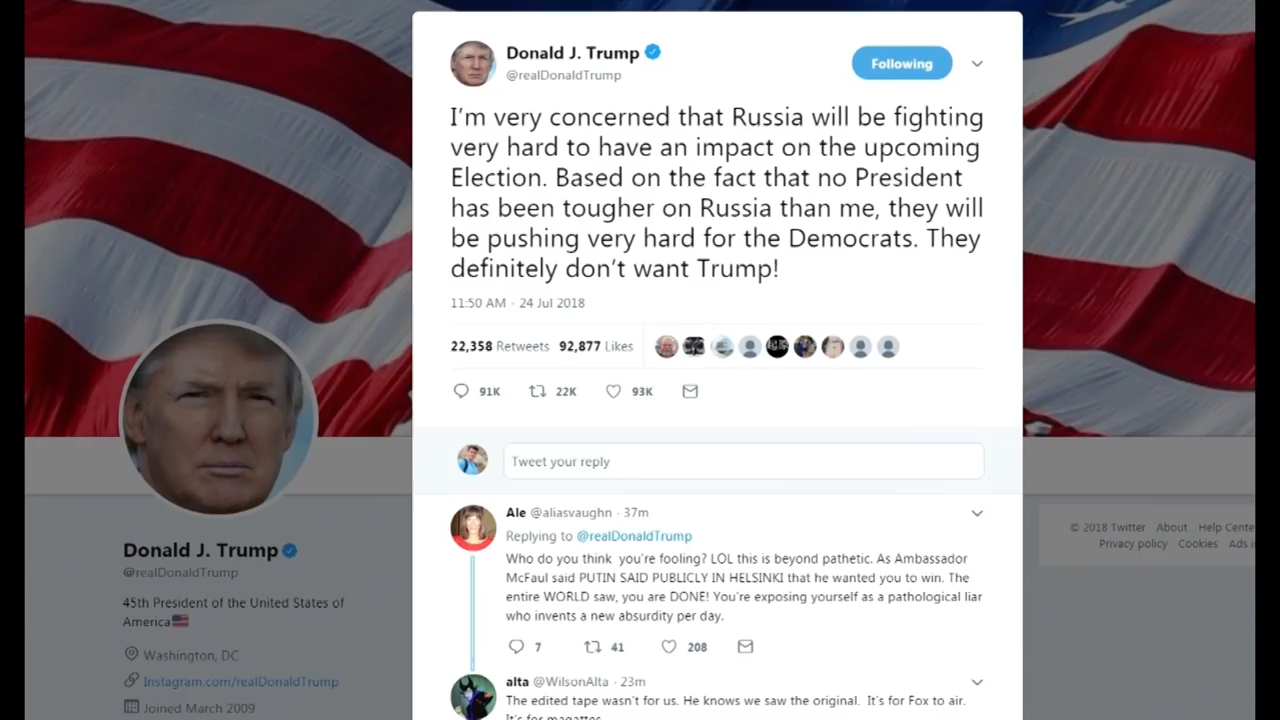 Donald J. Trump
@realDonaldTrump
Following
I'm very concerned that Russia will be fighting
very hard to have an impact on the upcoming
Election. Based on the fact that no President
has been tougher on Russia than me, they will
be pushing very hard for the Democrats. They
definitely don't want Trump!
11:50 AM - 24 Jul 2018
22,358 Retweets 92,877 Likes
91K 22K 93K
Tweet your reply
Ale @aliasvaughn · 37m
Replying to @realDonaldTrump
Who do you think you're fooling? LOL this is beyond pathetic. As Ambassador
McFaul said PUTIN SAID PUBLICLY IN HELSINKI that he wanted you to win. The
entire WORLD saw, you are DONE! You're exposing yourself as a pathological liar
who invents a new absurdity per day.
7 41 208
alta @WilsonAlta · 23m
The edited tape wasn't for us. He knows we saw the original. It's for Fox to air.
It's for magattes
Donald J. Trump
@realDonaldTrump
45th President of the United States of
America
Washington, DC
Instagram.com/realDonaldTrump
Joined March 2009
© 2018 Twitter About Help Cente
Privacy policy Cookies Ads i